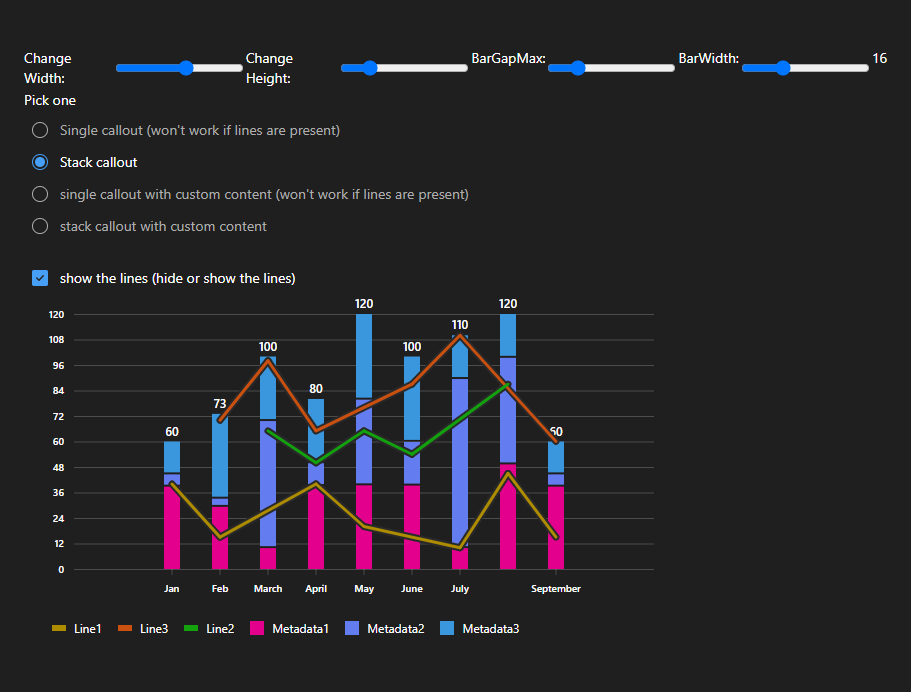 Change Width:
Change Height:
BarGapMax:
BarWidth:
16
Pick one
Single callout (won't work if lines are present)
Stack callout
single callout with custom content (won't work if lines are present)
stack callout with custom content
show the lines (hide or show the lines)
120
108
96
84
72
60
48
36
24
12
0
60
73
100
80
120
100
110
120
60
Jan Feb March April May June July September
Line1 Line3 Line2 Metadata1 Metadata2 Metadata3